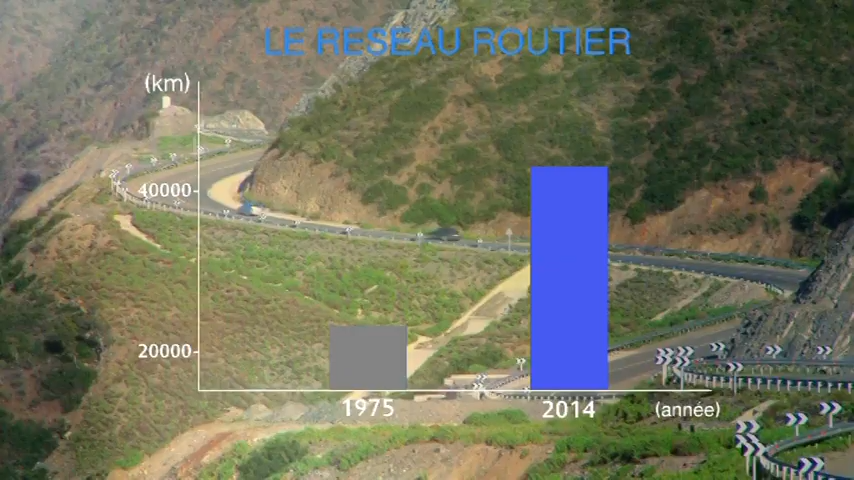 LE RESEAU ROUTIER
(km)
40000
20000
1975 2014 (année)